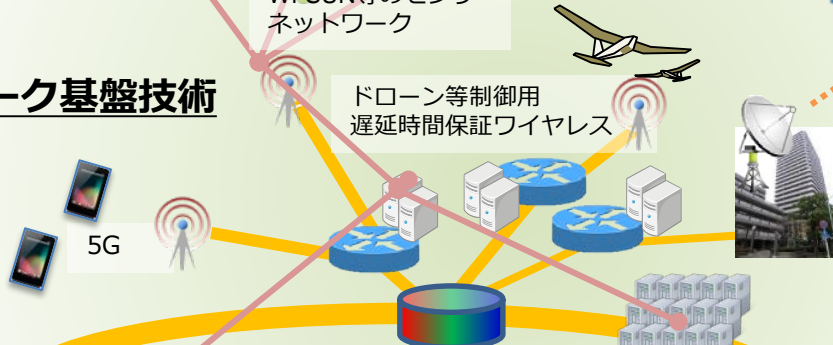 ネットワーク
ーク基盤技術
ドローン等制御用
遅延時間保証ワイヤレス
5G